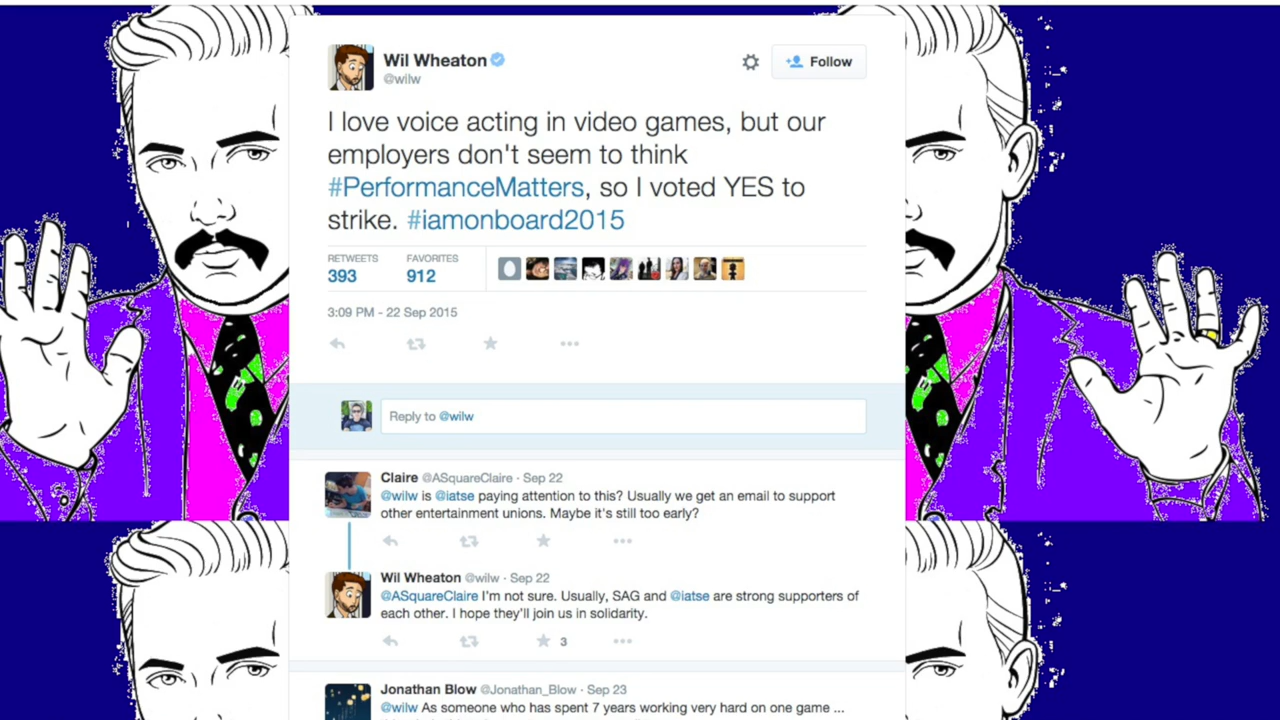 Wil Wheaton
@wilw
Follow
I love voice acting in video games, but our
employers don't seem to think
#PerformanceMatters, so I voted YES to
strike. #iamonboard2015
RETWEETS
393
FAVORITES
912
3:09 PM - 22 Sep 2015
Reply to @wilw
Claire @ASquareClaire · Sep 22
@wilw is @iatse paying attention to this? Usually we get an email to support
other entertainment unions. Maybe it's still too early?
Wil Wheaton @wilw · Sep 22
@ASquareClaire I'm not sure. Usually, SAG and @iatse are strong supporters of
each other. I hope they'll join us in solidarity.
3
Jonathan Blow @Jonathan_Blow · Sep 23
@wilw As someone who has spent 7 years working very hard on one game ...